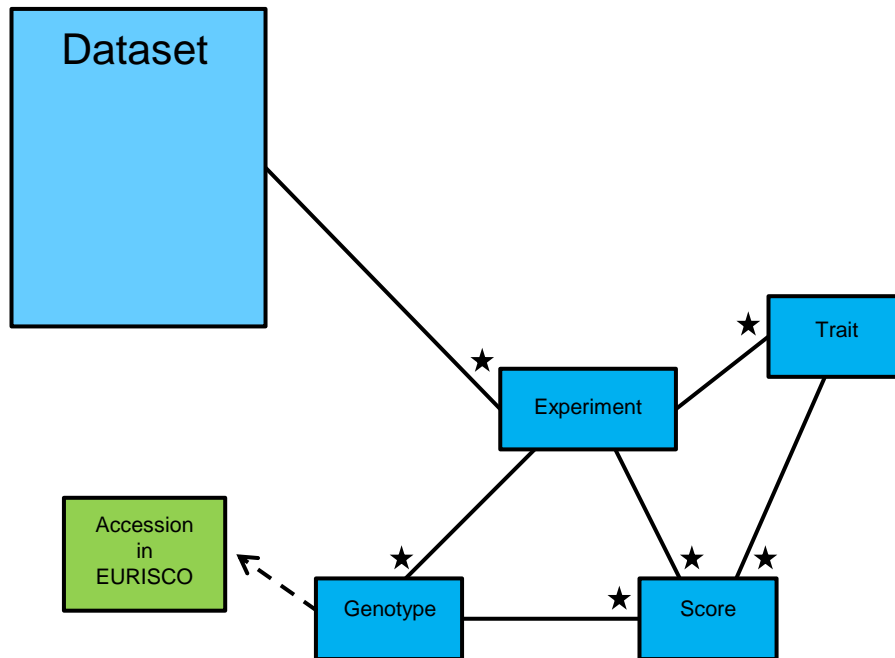 Dataset
Trait
Experiment
Accession
in
EURISCO
Genotype
Score